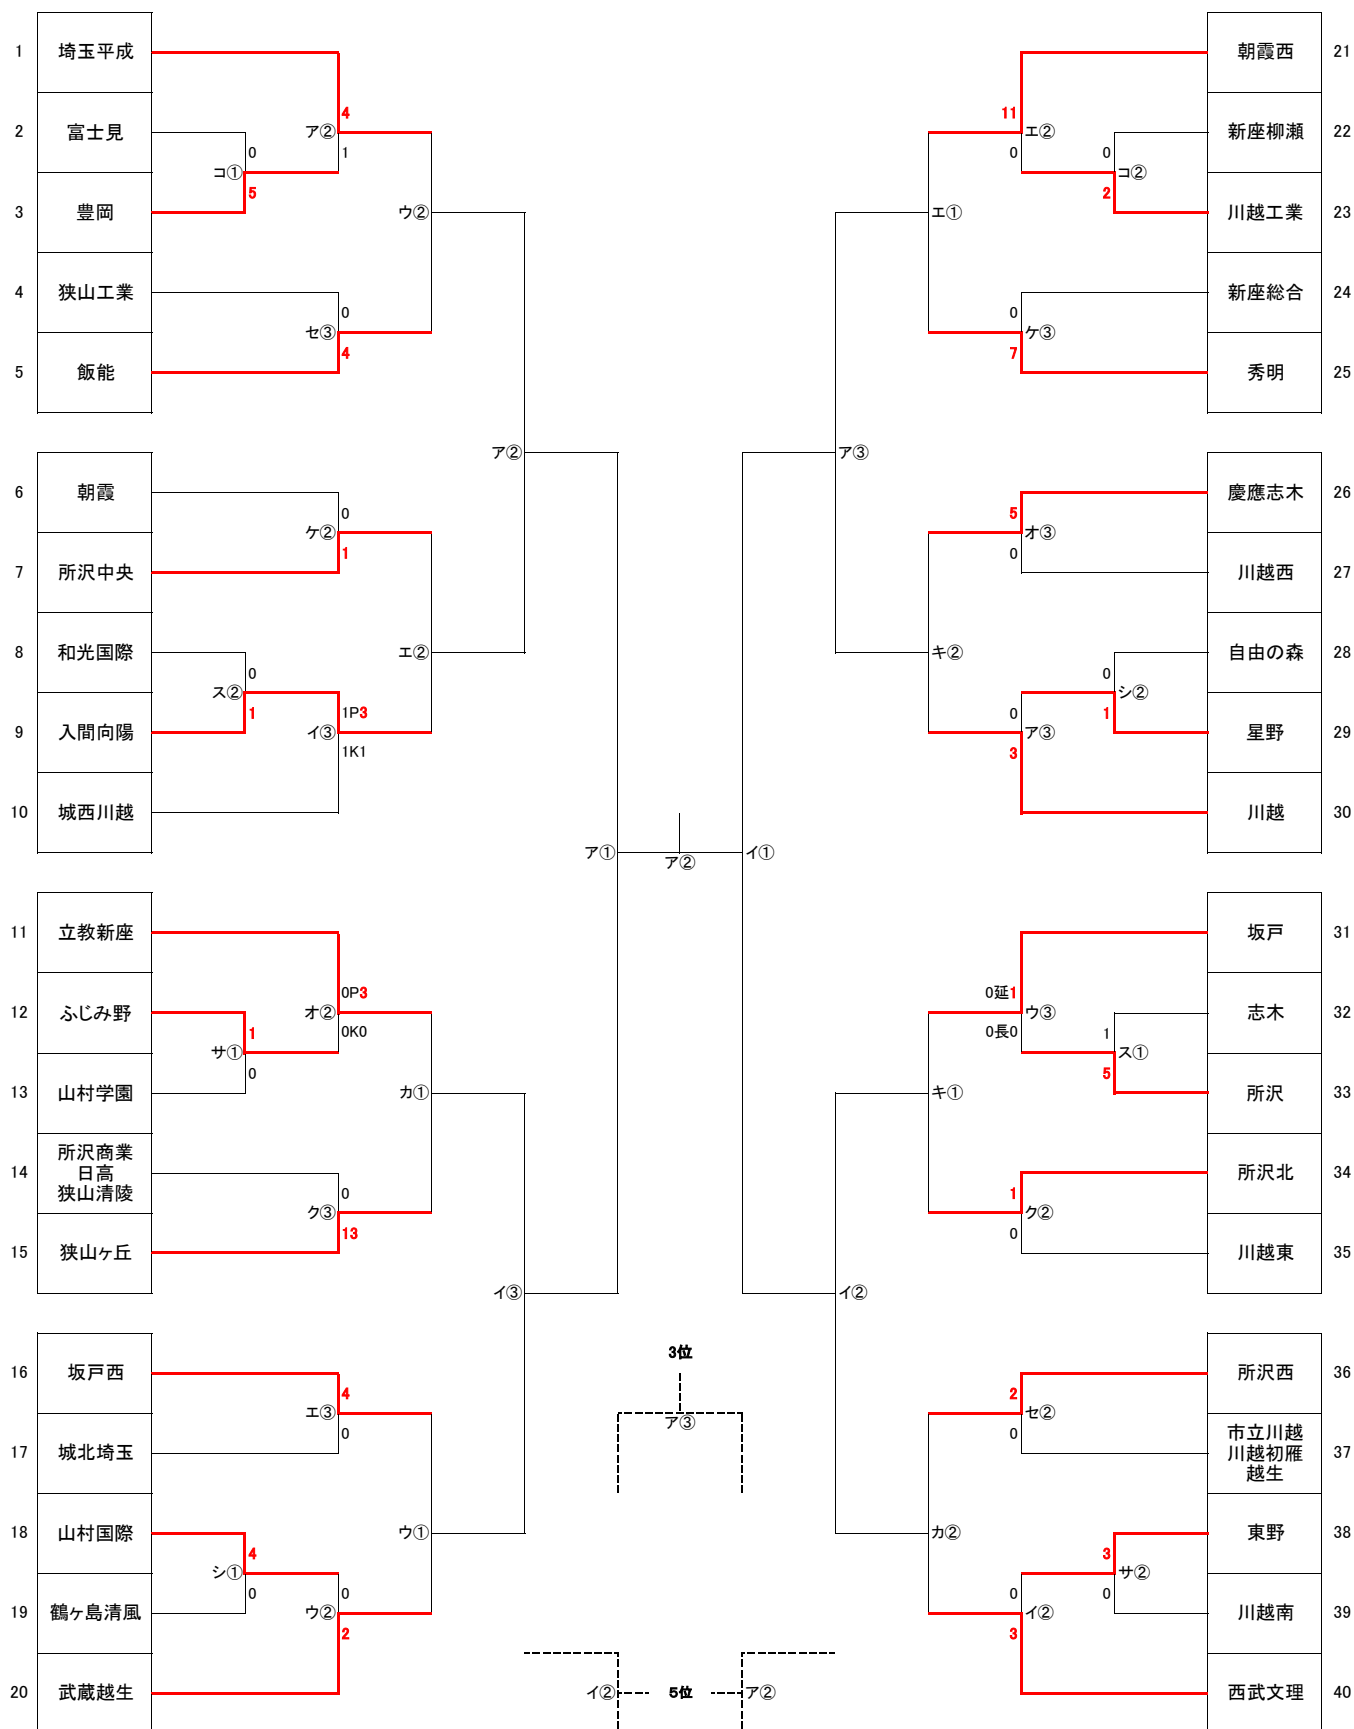 1 埼玉平成
4
2 富士見
ア②
0
1
コ①
5
3 豊岡
ウ②
4 狭山工業
0
セ③
4
5 飯能
ア②
6 朝霞
0
ケ②
1
7 所沢中央
8 和光国際
エ②
0
ス②
1
1P3
9 入間向陽
イ③
1K1
10 城西川越
ア①
ア②
イ①
11 立教新座
0P3
12 ふじみ野
オ②
1
0K0
サ①
0
13 山村学園
カ①
14 所沢商業
日高
狭山清陵
0
ク③
13
15 狭山ヶ丘
イ③
16 坂戸西
4
エ③
0
17 城北埼玉
18 山村国際
ウ①
4
シ①
0
0
19 鶴ヶ島清風
ウ②
2
20 武蔵越生
朝霞西 21
11
エ②
新座柳瀬 22
0
0
コ②
2
川越工業 23
エ①
新座総合 24
0
ケ③
7
秀明 25
ア③
慶應志木 26
5
オ③
0
川越西 27
自由の森 28
キ②
0
シ②
0
1
ア③
星野 29
3
川越 30
坂戸 31
0延1
ウ③
志木 32
0長0
1
ス①
5
所沢 33
キ①
所沢北 34
1
ク②
0
川越東 35
イ②
所沢西 36
2
セ②
0
市立川越
川越初雁
越生
37
東野 38
カ②
3
サ②
0
0
イ②
川越南 39
3
西武文理 40
3位
ア③
イ②
5位
ア②